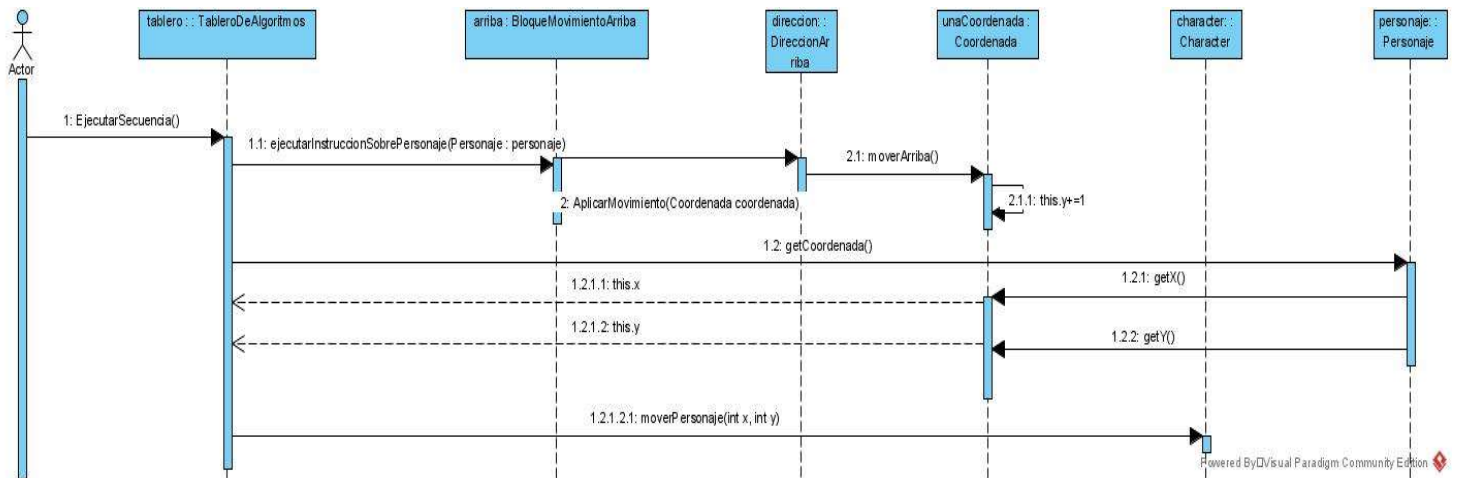 tablero : : TableroDeAlgoritmos
arriba : BloqueMovimientoArriba
direccion: :
DireccionAr
riba
unaCoordenada :
Coordenada
character: :
Character
personaje: :
Personaje
Actor
1: EjecutarSecuencia()
1.1: ejecutarInstruccionSobrePersonaje(Personaje : personaje)
2.1: moverArriba()
2: AplicarMovimiento(Coordenada coordenada)
2.1.1: this.y+=1
1.2: getCoordenada()
1.2.1: getX()
1.2.1.1: this.x
1.2.1.2: this.y
1.2.2: getY()
1.2.1.2.1: moverPersonaje(int x, int y)
Powered By Visual Paradigm Community Edition